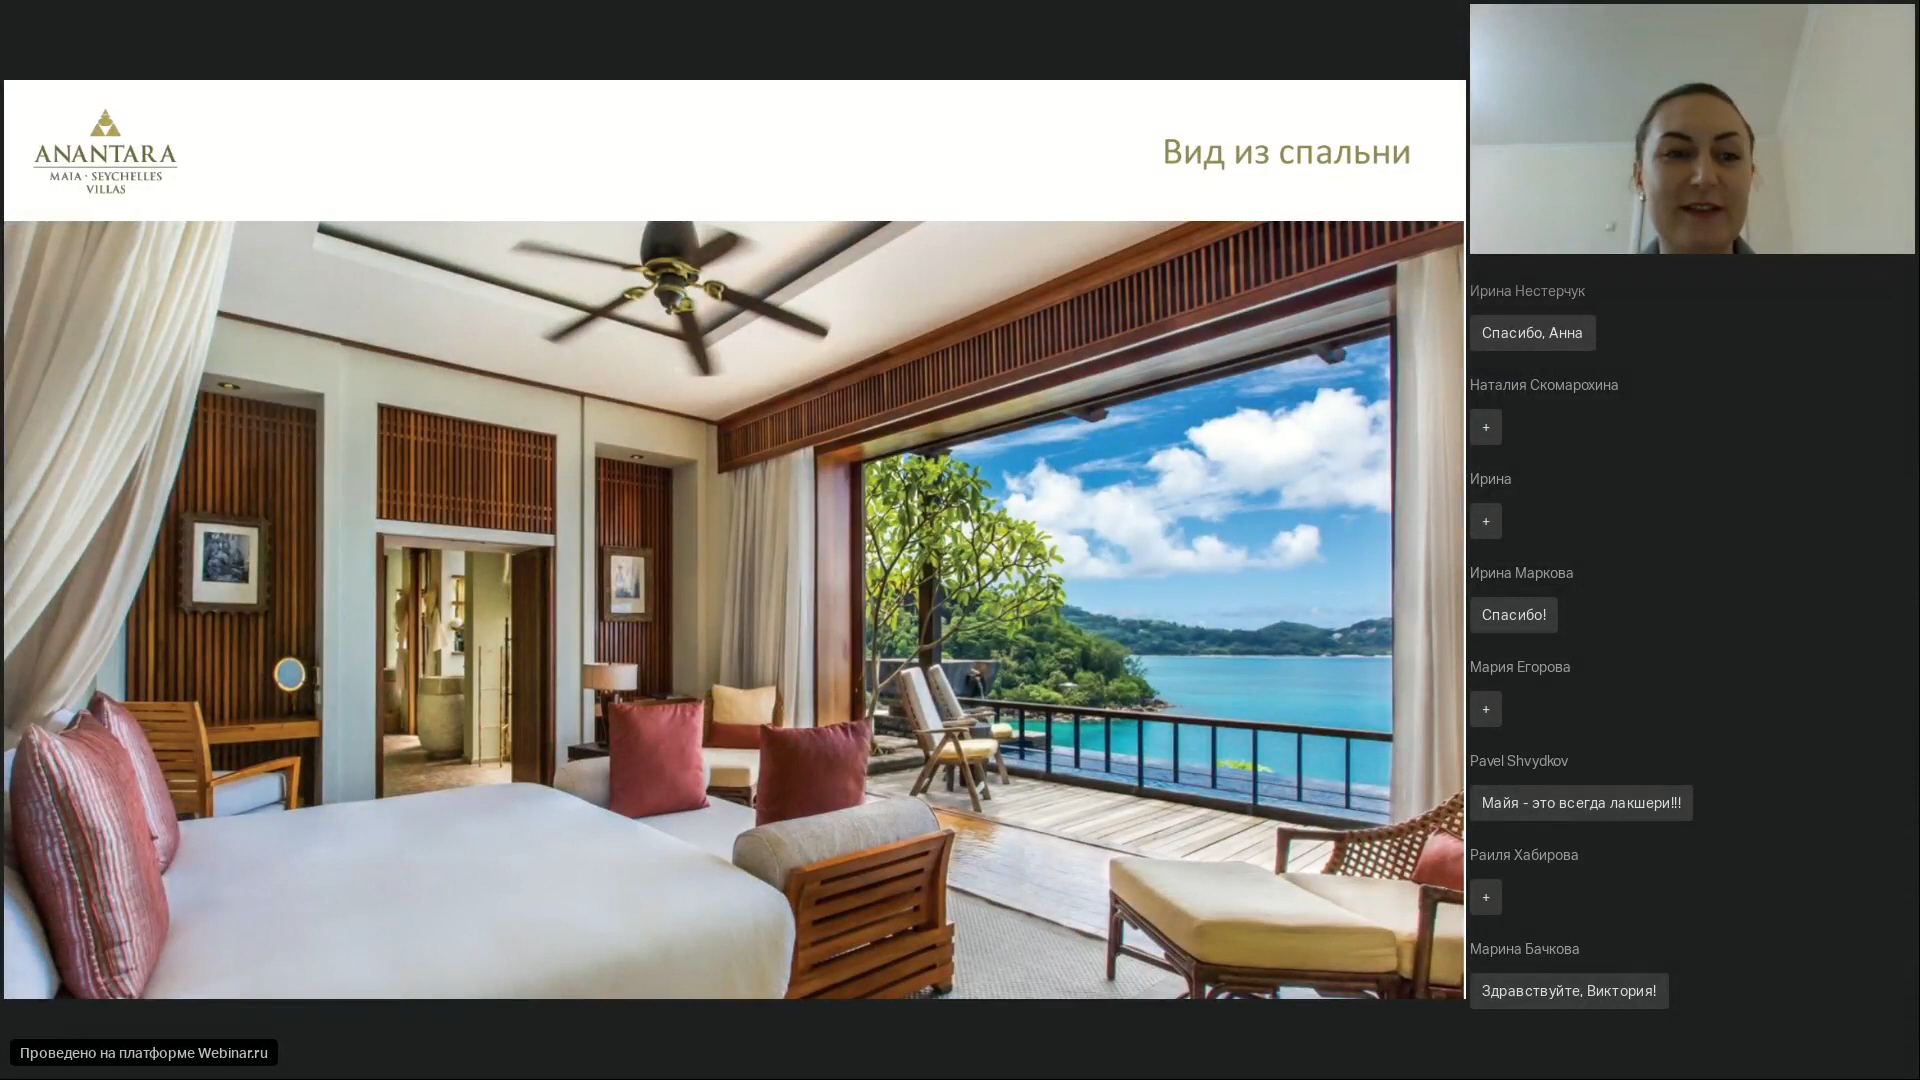 ANANTARA
MAIA · SEYCHELLES
VILLAS
Вид из спальни
Ирина Нестерчук
Спасибо, Анна
Наталия Скомарохина
+
Ирина
+
Ирина Маркова
Спасибо!
Мария Егорова
+
Pavel Shvydkov
Майя - это всегда лакшери!!!
Раиля Хабирова
+
Марина Бачкова
Здравствуйте, Виктория!
Проведено на платформе Webinar.ru